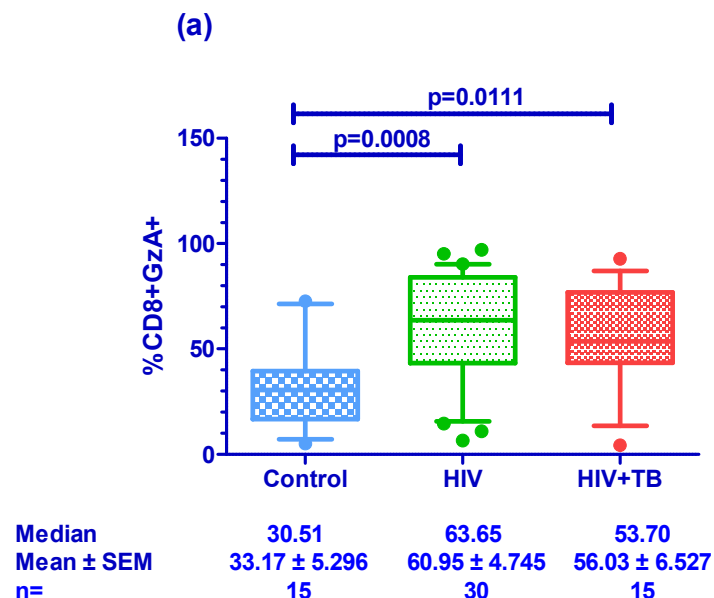 (a)
p=0.0111
p=0.0008
150
100
50
0
%CD8+GzA+
Control HIV HIV+TB
Median 30.51 63.65 53.70
Mean ± SEM 33.17 ± 5.296 60.95 ± 4.745 56.03 ± 6.527
n= 15 30 15